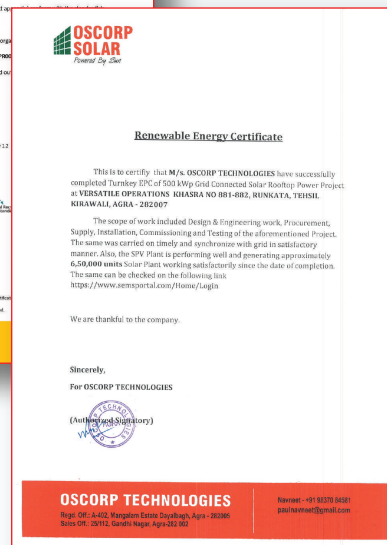 OSCORP
SOLAR
Powered By Sun
Renewable Energy Certificate
This is to certifiy that M/s. OSCORP TECHNOLOGIES have successfully
completed Turnkey EPC of 500 kWp Grid Connected Solar Rooftop Power Project
at VERSATILE OPERATIONS KHASRA NO 881-882, RUNKATA, TEHSIL
KIRAWALI, AGRA - 282007
The scope of work included Design & Engineering work, Procurement,
Supply, Installation, Commissioning and Testing of the aforementioned Project.
The same was carried on timely and synchronize with grid in satisfactory
manner. Also, the SPV Plant is performing well and generating approximately
6,50,000 units Solar Plant working satisfactorily since the date of completion.
The same can be checked on the following link
https://www.semsportal.com/Home/Login
We are thankful to the company.
Sincerely,
For OSCORP TECHNOLOGIES
(Authorized Signatory)
OSCORP TECHNOLOGIES
Regd. Off.: A-402, Mangalam Estate Dayalbagh, Agra - 282005
Sales Off.: 25/112, Gandhi Nagar, Agra-282 002
Navneet - +91 92370
paulnavneet@gmail.com